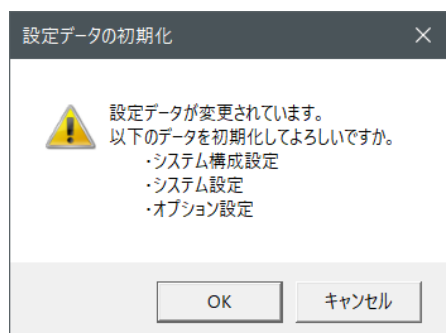 設定データの初期化
設定データが変更されています。
以下のデータを初期化してよろしいですか。
・システム構成設定
・システム設定
・オプション設定
OK
キャンセル